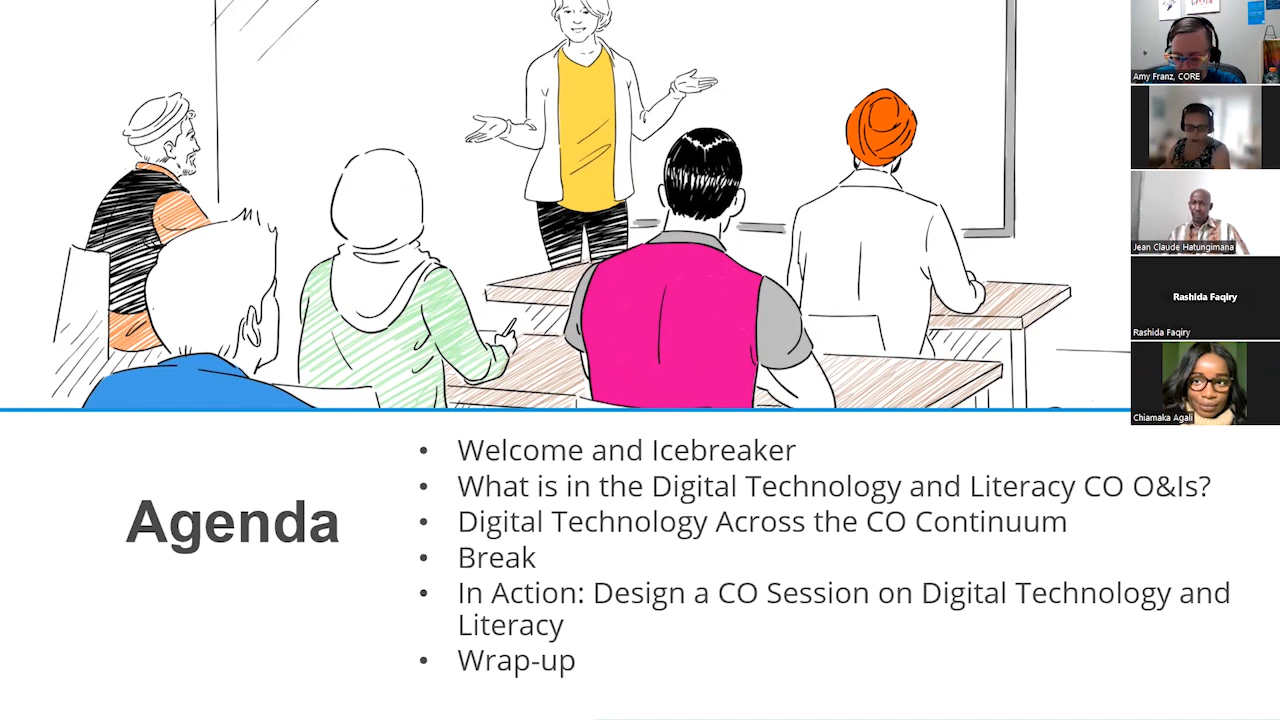 Amy Franz, CORE
Jean Claude Hatungimana
Rashida Faqiry
Rashida Faqiry
Chiamaka Agali
Agenda
• Welcome and Icebreaker
• What is in the Digital Technology and Literacy CO O&Is?
• Digital Technology Across the CO Continuum
• Break
• In Action: Design a CO Session on Digital Technology and
Literacy
• Wrap-up